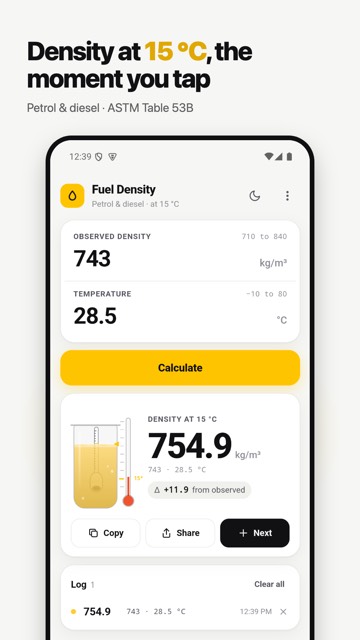 Density at 15 °C, the
moment you tap
Petrol & diesel · ASTM Table 53B
12:39
Fuel Density
Petrol & diesel · at 15 °C
OBSERVED DENSITY 710 to 840
743 kg/m³
TEMPERATURE −10 to 80
28.5 °C
Calculate
DENSITY AT 15 °C
754.9 kg/m³
743 · 28.5 °C
15°
Δ +11.9 from observed
Copy Share + Next
Log 1 Clear all
754.9 743 · 28.5 °C 12:39 PM ×